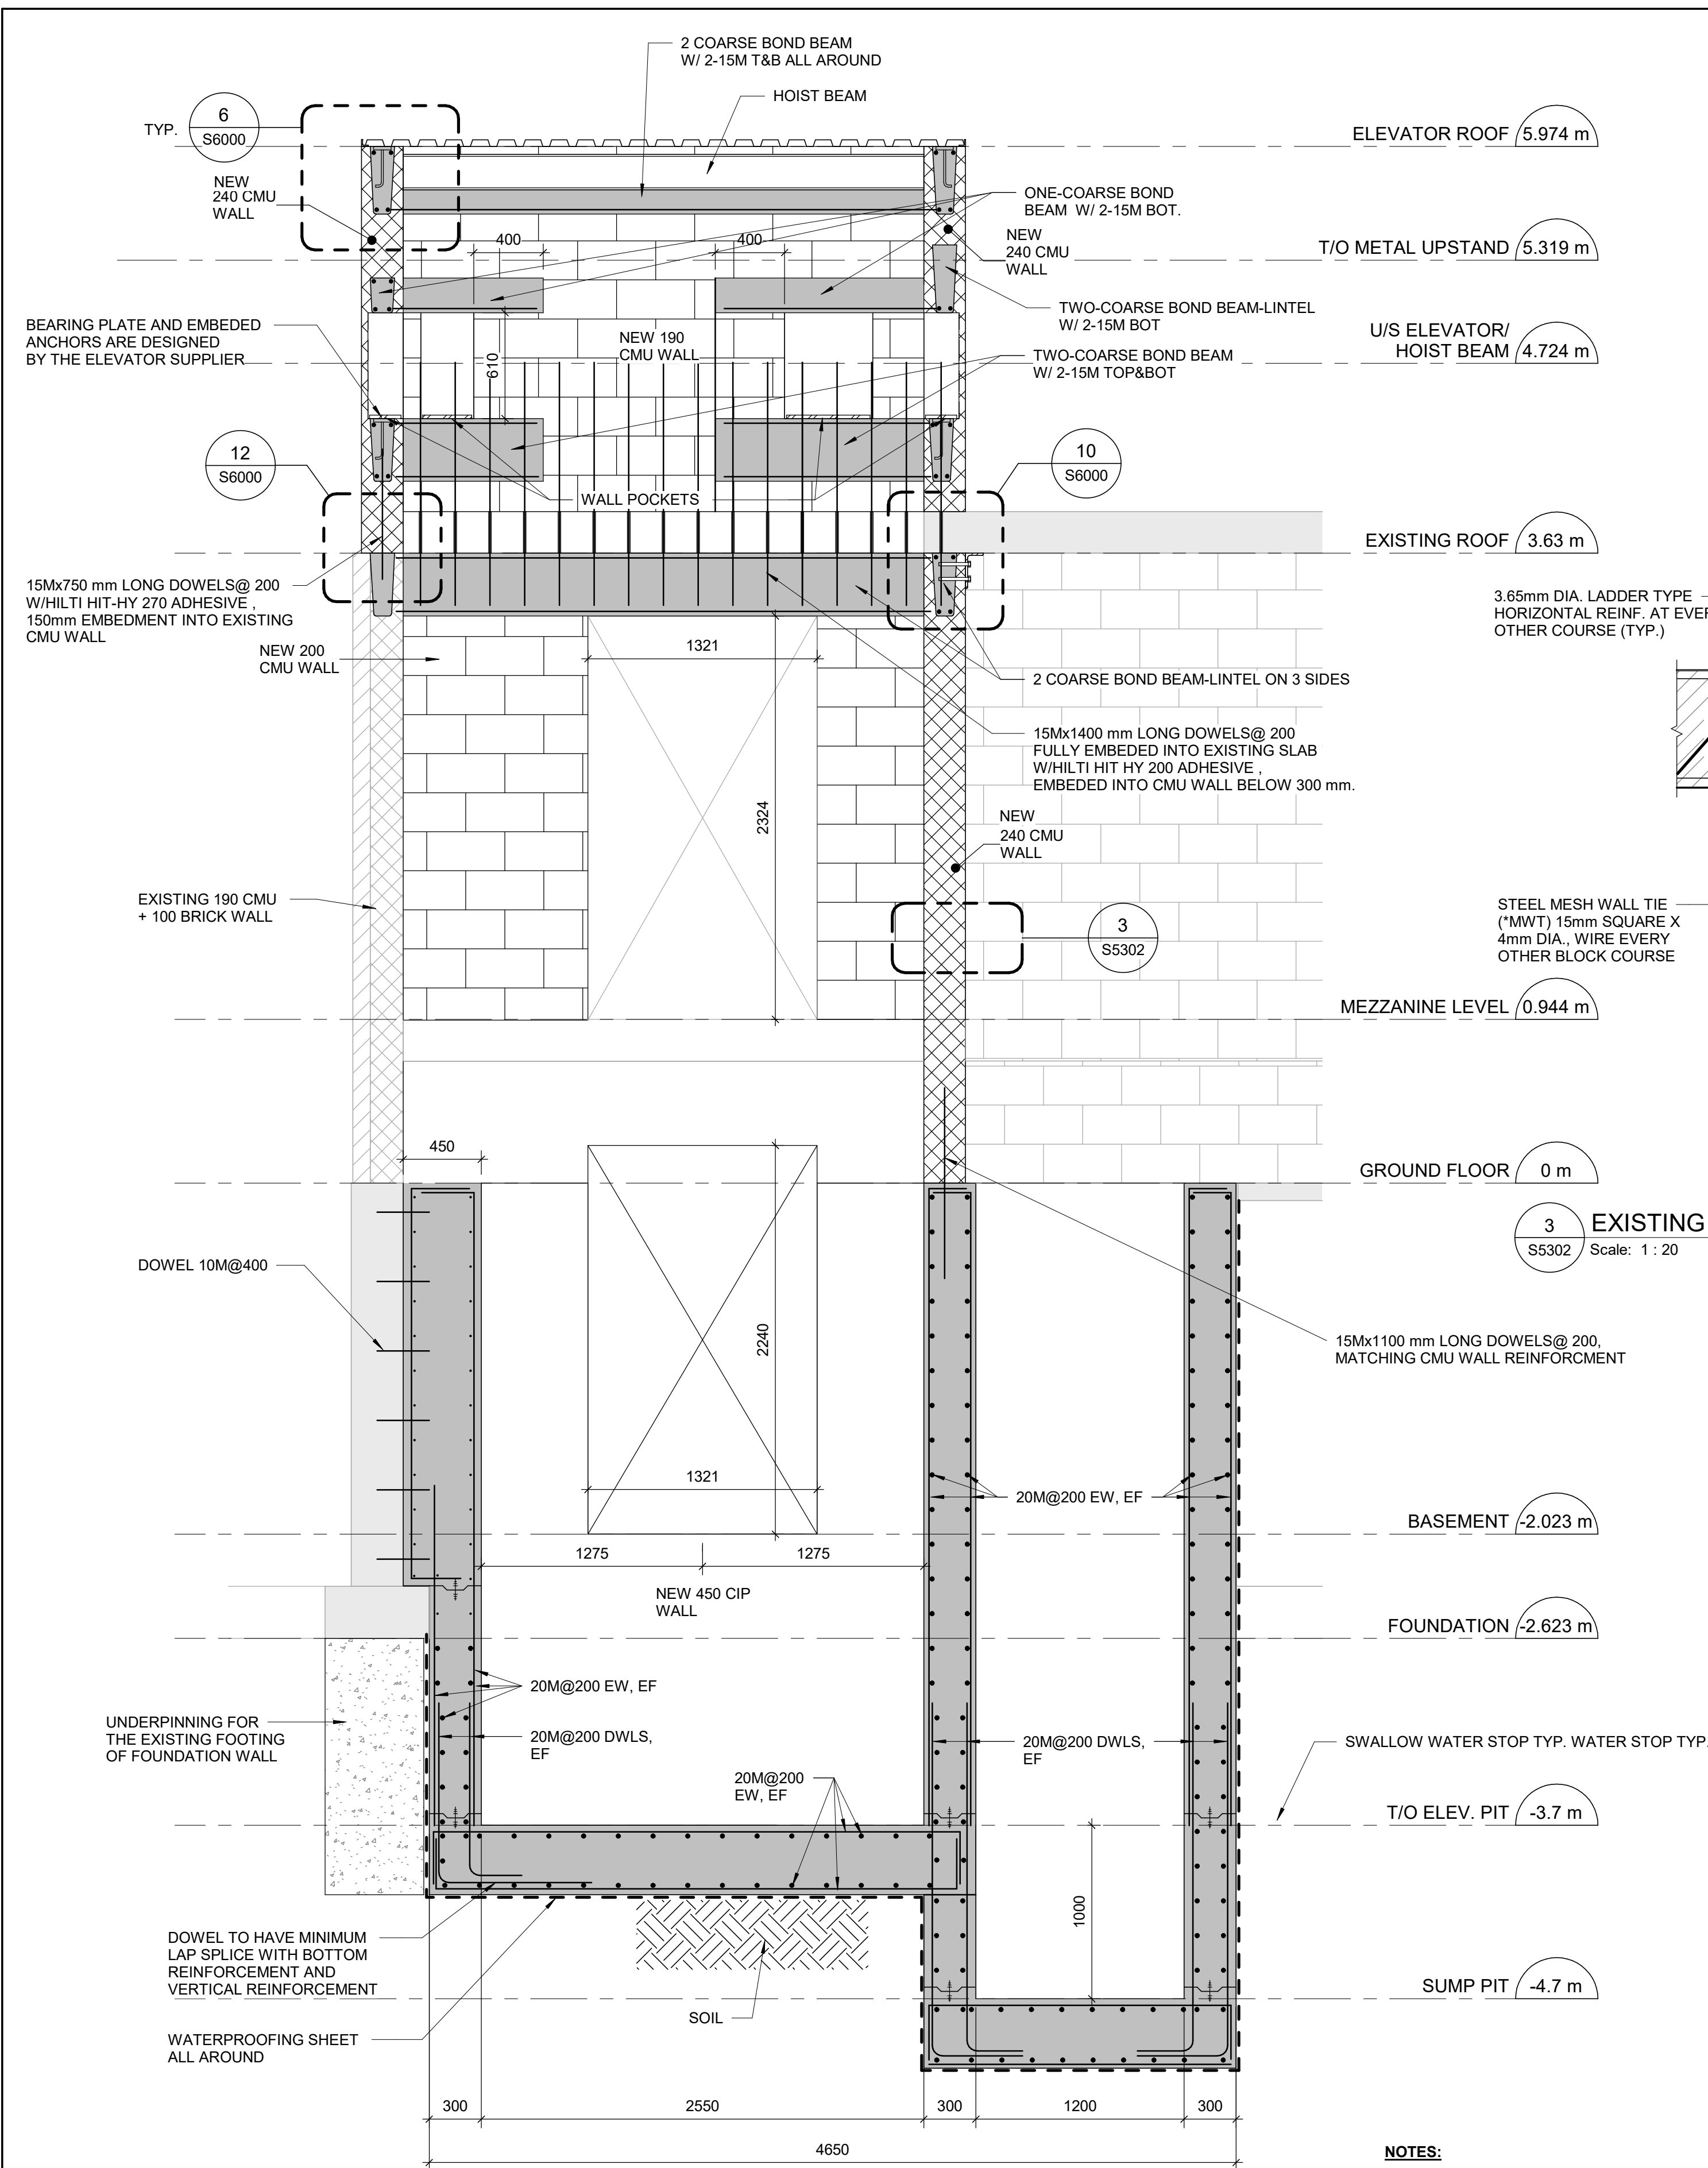 2 COARSE BOND BEAM
W/ 2-15M T&B ALL AROUND
HOIST BEAM
TYP.
6
S6000
ELEVATOR ROOF
5.974 m
NEW
240 CMU
WALL
ONE-COARSE BOND
BEAM W/ 2-15M BOT.
400
400
NEW
240 CMU
WALL
T/O METAL UPSTAND
5.319 m
TWO-COARSE BOND BEAM-LINTEL
W/ 2-15M BOT
BEARING PLATE AND EMBEDED
ANCHORS ARE DESIGNED
BY THE ELEVATOR SUPPLIER
NEW 190
CMU WALL
610
U/S ELEVATOR/
HOIST BEAM
4.724 m
TWO-COARSE BOND BEAM
W/ 2-15M TOP&BOT
12
S6000
10
S6000
WALL POCKETS
EXISTING ROOF
3.63 m
15Mx750 mm LONG DOWELS@ 200
W/HILTI HIT-HY 270 ADHESIVE ,
150mm EMBEDMENT INTO EXISTING
CMU WALL
3.65mm DIA. LADDER TYPE
HORIZONTAL REINF. AT EVER
OTHER COURSE (TYP.)
NEW 200
CMU WALL
1321
2 COARSE BOND BEAM-LINTEL ON 3 SIDES
15Mx1400 mm LONG DOWELS@ 200
FULLY EMBEDED INTO EXISTING SLAB
W/HILTI HIT HY 200 ADHESIVE ,
EMBEDED INTO CMU WALL BELOW 300 mm.
2324
NEW
240 CMU
WALL
EXISTING 190 CMU
+ 100 BRICK WALL
3
S5302
STEEL MESH WALL TIE
(*MWT) 15mm SQUARE X
4mm DIA., WIRE EVERY
OTHER BLOCK COURSE
MEZZANINE LEVEL
0.944 m
450
GROUND FLOOR
0 m
3
S5302
EXISTING
Scale: 1 : 20
DOWEL 10M@400
2240
15Mx1100 mm LONG DOWELS@ 200,
MATCHING CMU WALL REINFORCMENT
1321
20M@200 EW, EF
BASEMENT
-2.023 m
1275
1275
NEW 450 CIP
WALL
FOUNDATION
-2.623 m
20M@200 EW, EF
UNDERPINNING FOR
THE EXISTING FOOTING
OF FOUNDATION WALL
20M@200 DWLS,
EF
20M@200 DWLS,
EF
SWALLOW WATER STOP TYP. WATER STOP TYP.
20M@200
EW, EF
T/O ELEV. PIT
-3.7 m
1000
DOWEL TO HAVE MINIMUM
LAP SPLICE WITH BOTTOM
REINFORCEMENT AND
VERTICAL REINFORCEMENT
SUMP PIT
-4.7 m
SOIL
WATERPROOFING SHEET
ALL AROUND
300
2550
300
1200
300
4650
NOTES: